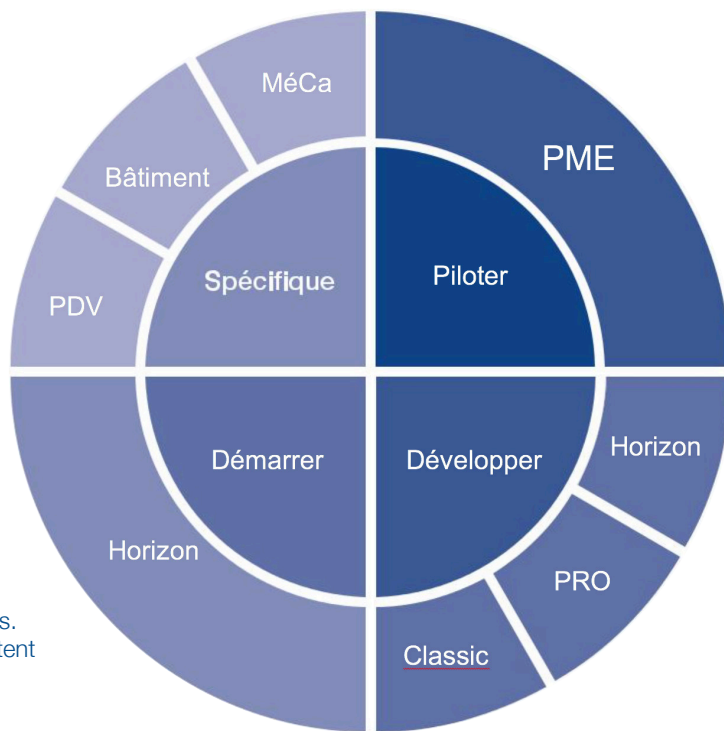 MéCa
PME
Bâtiment
Spécifique
Piloter
PDV
Démarrer
Développer
Horizon
Horizon
PRO
Classic